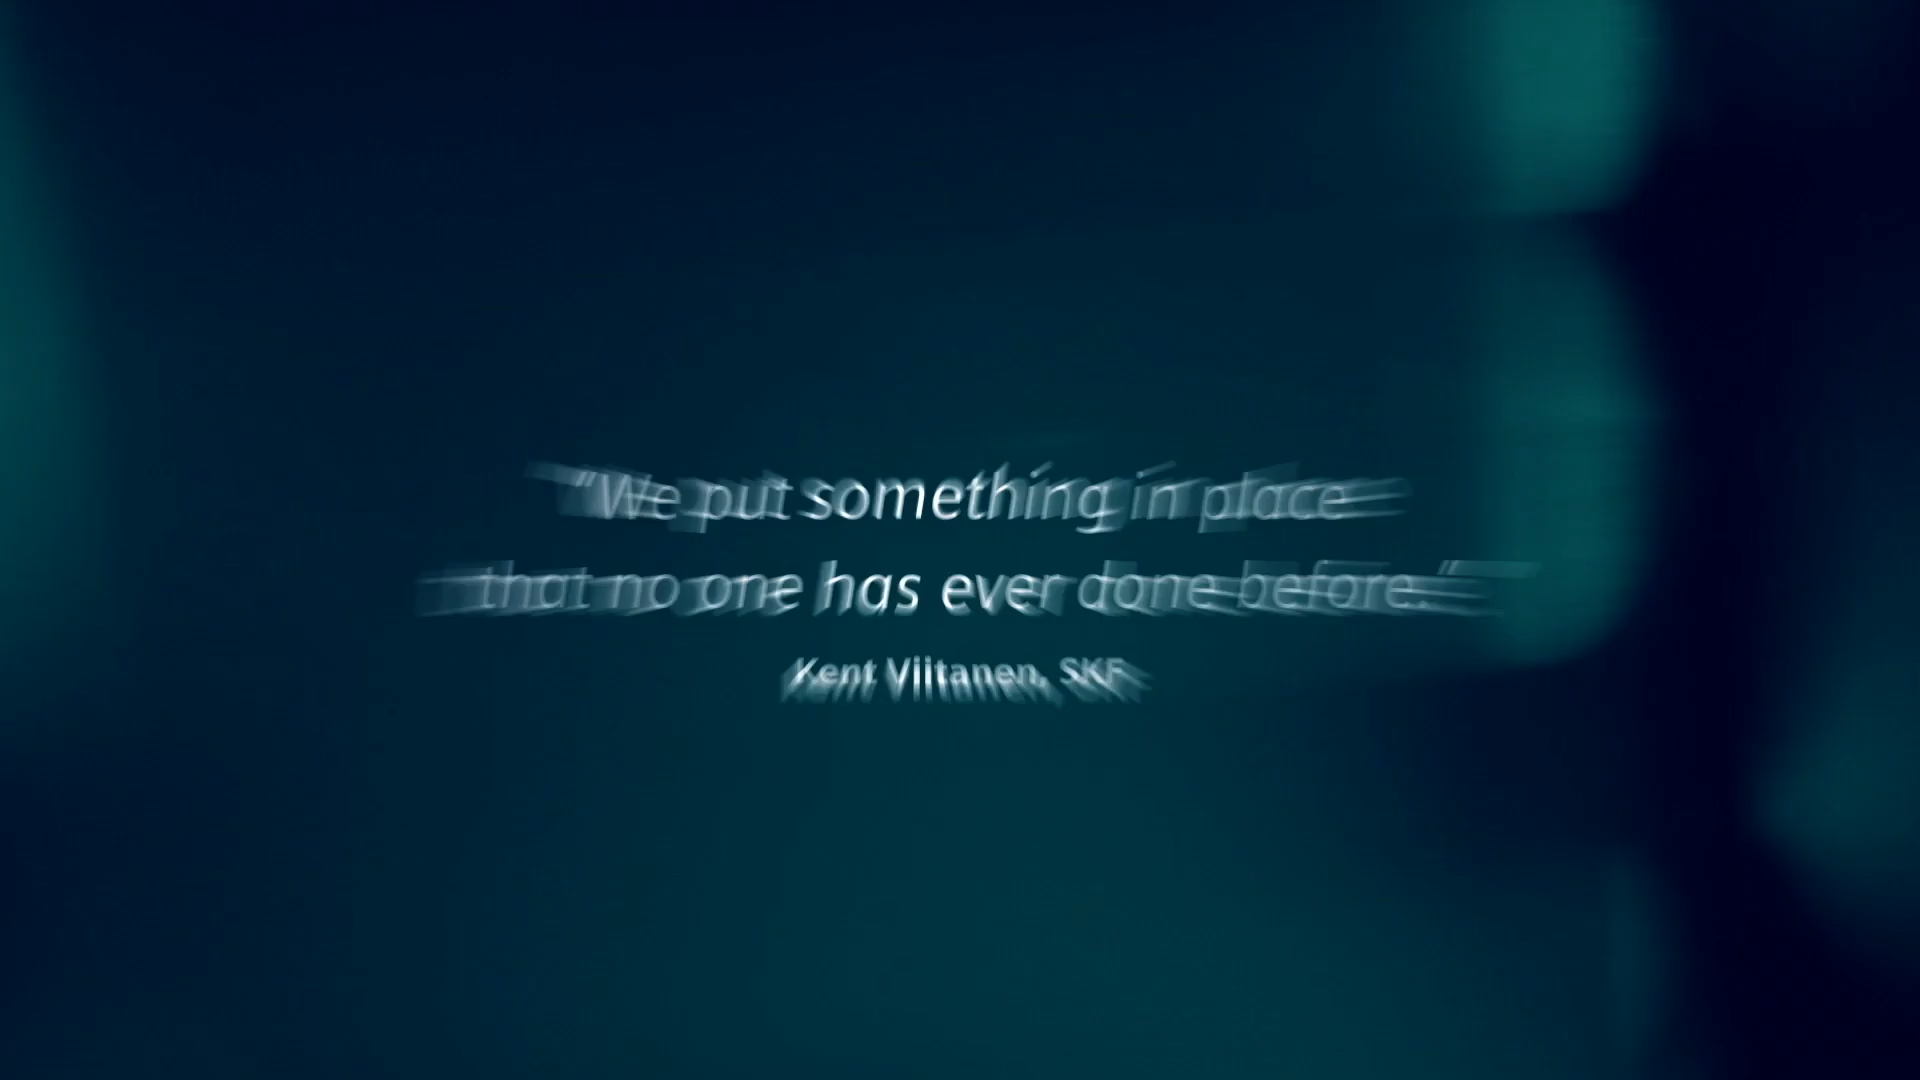 "We put something in place
that no one has ever done before."
Kent Viitanen, SKF